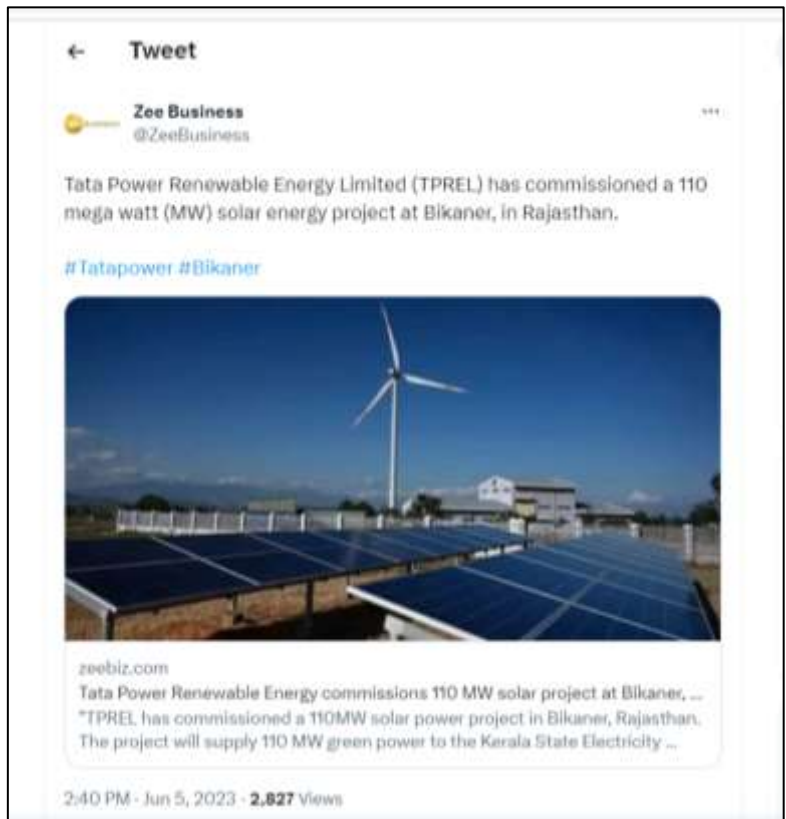 ← Tweet
Zee Business
@ZeeBusiness
...
Tata Power Renewable Energy Limited (TPREL) has commissioned a 110
mega watt (MW) solar energy project at Bikaner, in Rajasthan.
#Tatapower #Bikaner
zeebiz.com
Tata Power Renewable Energy commissions 110 MW solar project at Bikaner, ...
"TPREL has commissioned a 110MW solar power project in Bikaner, Rajasthan.
The project will supply 110 MW green power to the Kerala State Electricity ...
2:40 PM · Jun 5, 2023 · 2,827 Views